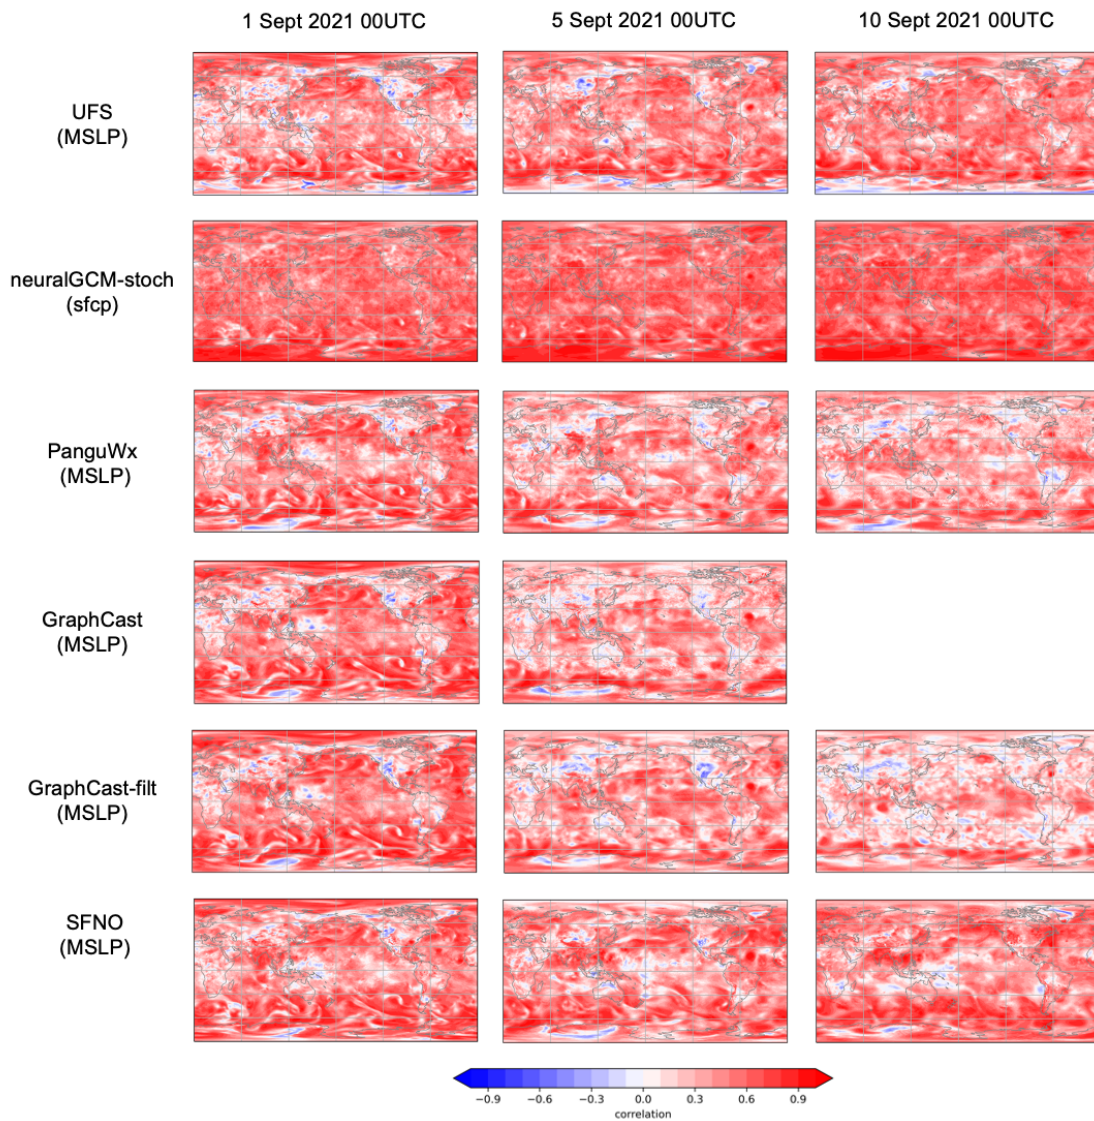 1 Sept 2021 00UTC
5 Sept 2021 00UTC
10 Sept 2021 00UTC
UFS
(MSLP)
neuralGCM-stoch
(sfcp)
PanguWx
(MSLP)
GraphCast
(MSLP)
GraphCast-filt
(MSLP)
SFNO
(MSLP)
−0.9 −0.6 −0.3 0.0 0.3 0.6 0.9
correlation